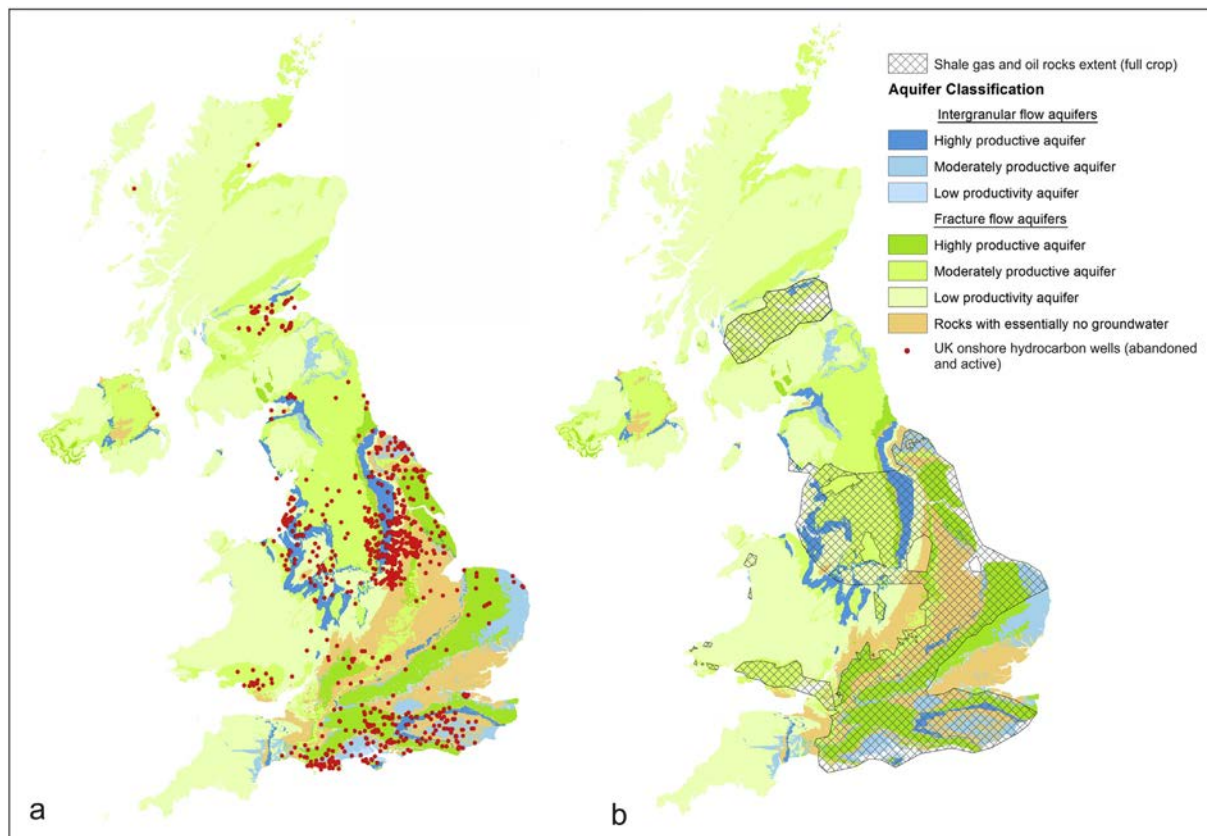 Shale gas and oil rocks extent (full crop)
Aquifer Classification
Intergranular flow aquifers
Highly productive aquifer
Moderately productive aquifer
Low productivity aquifer
Fracture flow aquifers
Highly productive aquifer
Moderately productive aquifer
Low productivity aquifer
Rocks with essentially no groundwater
UK onshore hydrocarbon wells (abandoned
and active)
a
b